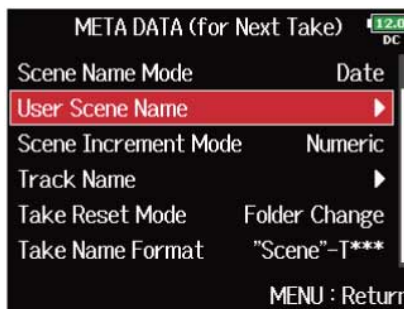 META DATA (for Next Take)
12.0
DC
Scene Name Mode Date
User Scene Name
Scene Increment Mode Numeric
Track Name
Take Reset Mode Folder Change
Take Name Format "Scene"-T***
MENU : Return